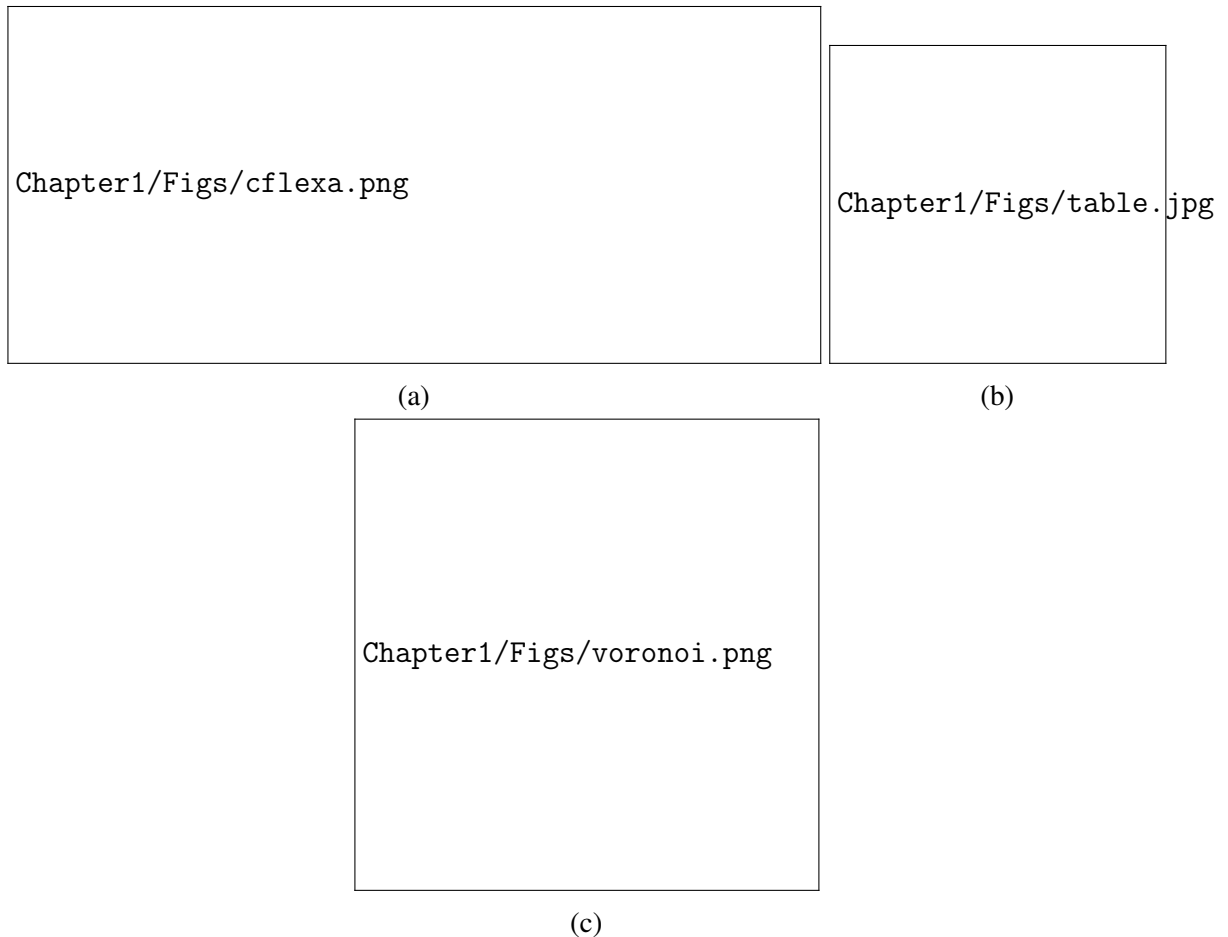 Chapter1/Figs/cflexa.png
Chapter1/Figs/table.jpg
(a)
(b)
Chapter1/Figs/voronoi.png
(c)